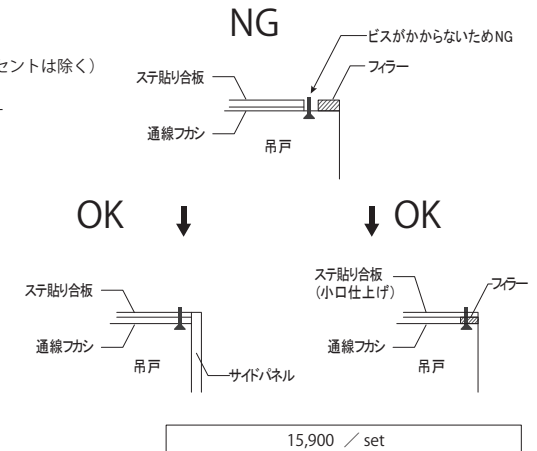 NG
ビスがかからないためNG
セントは除く）
フィラー
ステ貼り合板
通線フカシ
吊戸
OK
OK
ステ貼り合板
ステ貼り合板
（小口仕上げ）
フィラー
通線フカシ
吊戸
サイドパネル
通線フカシ
吊戸
15,900 ／ set